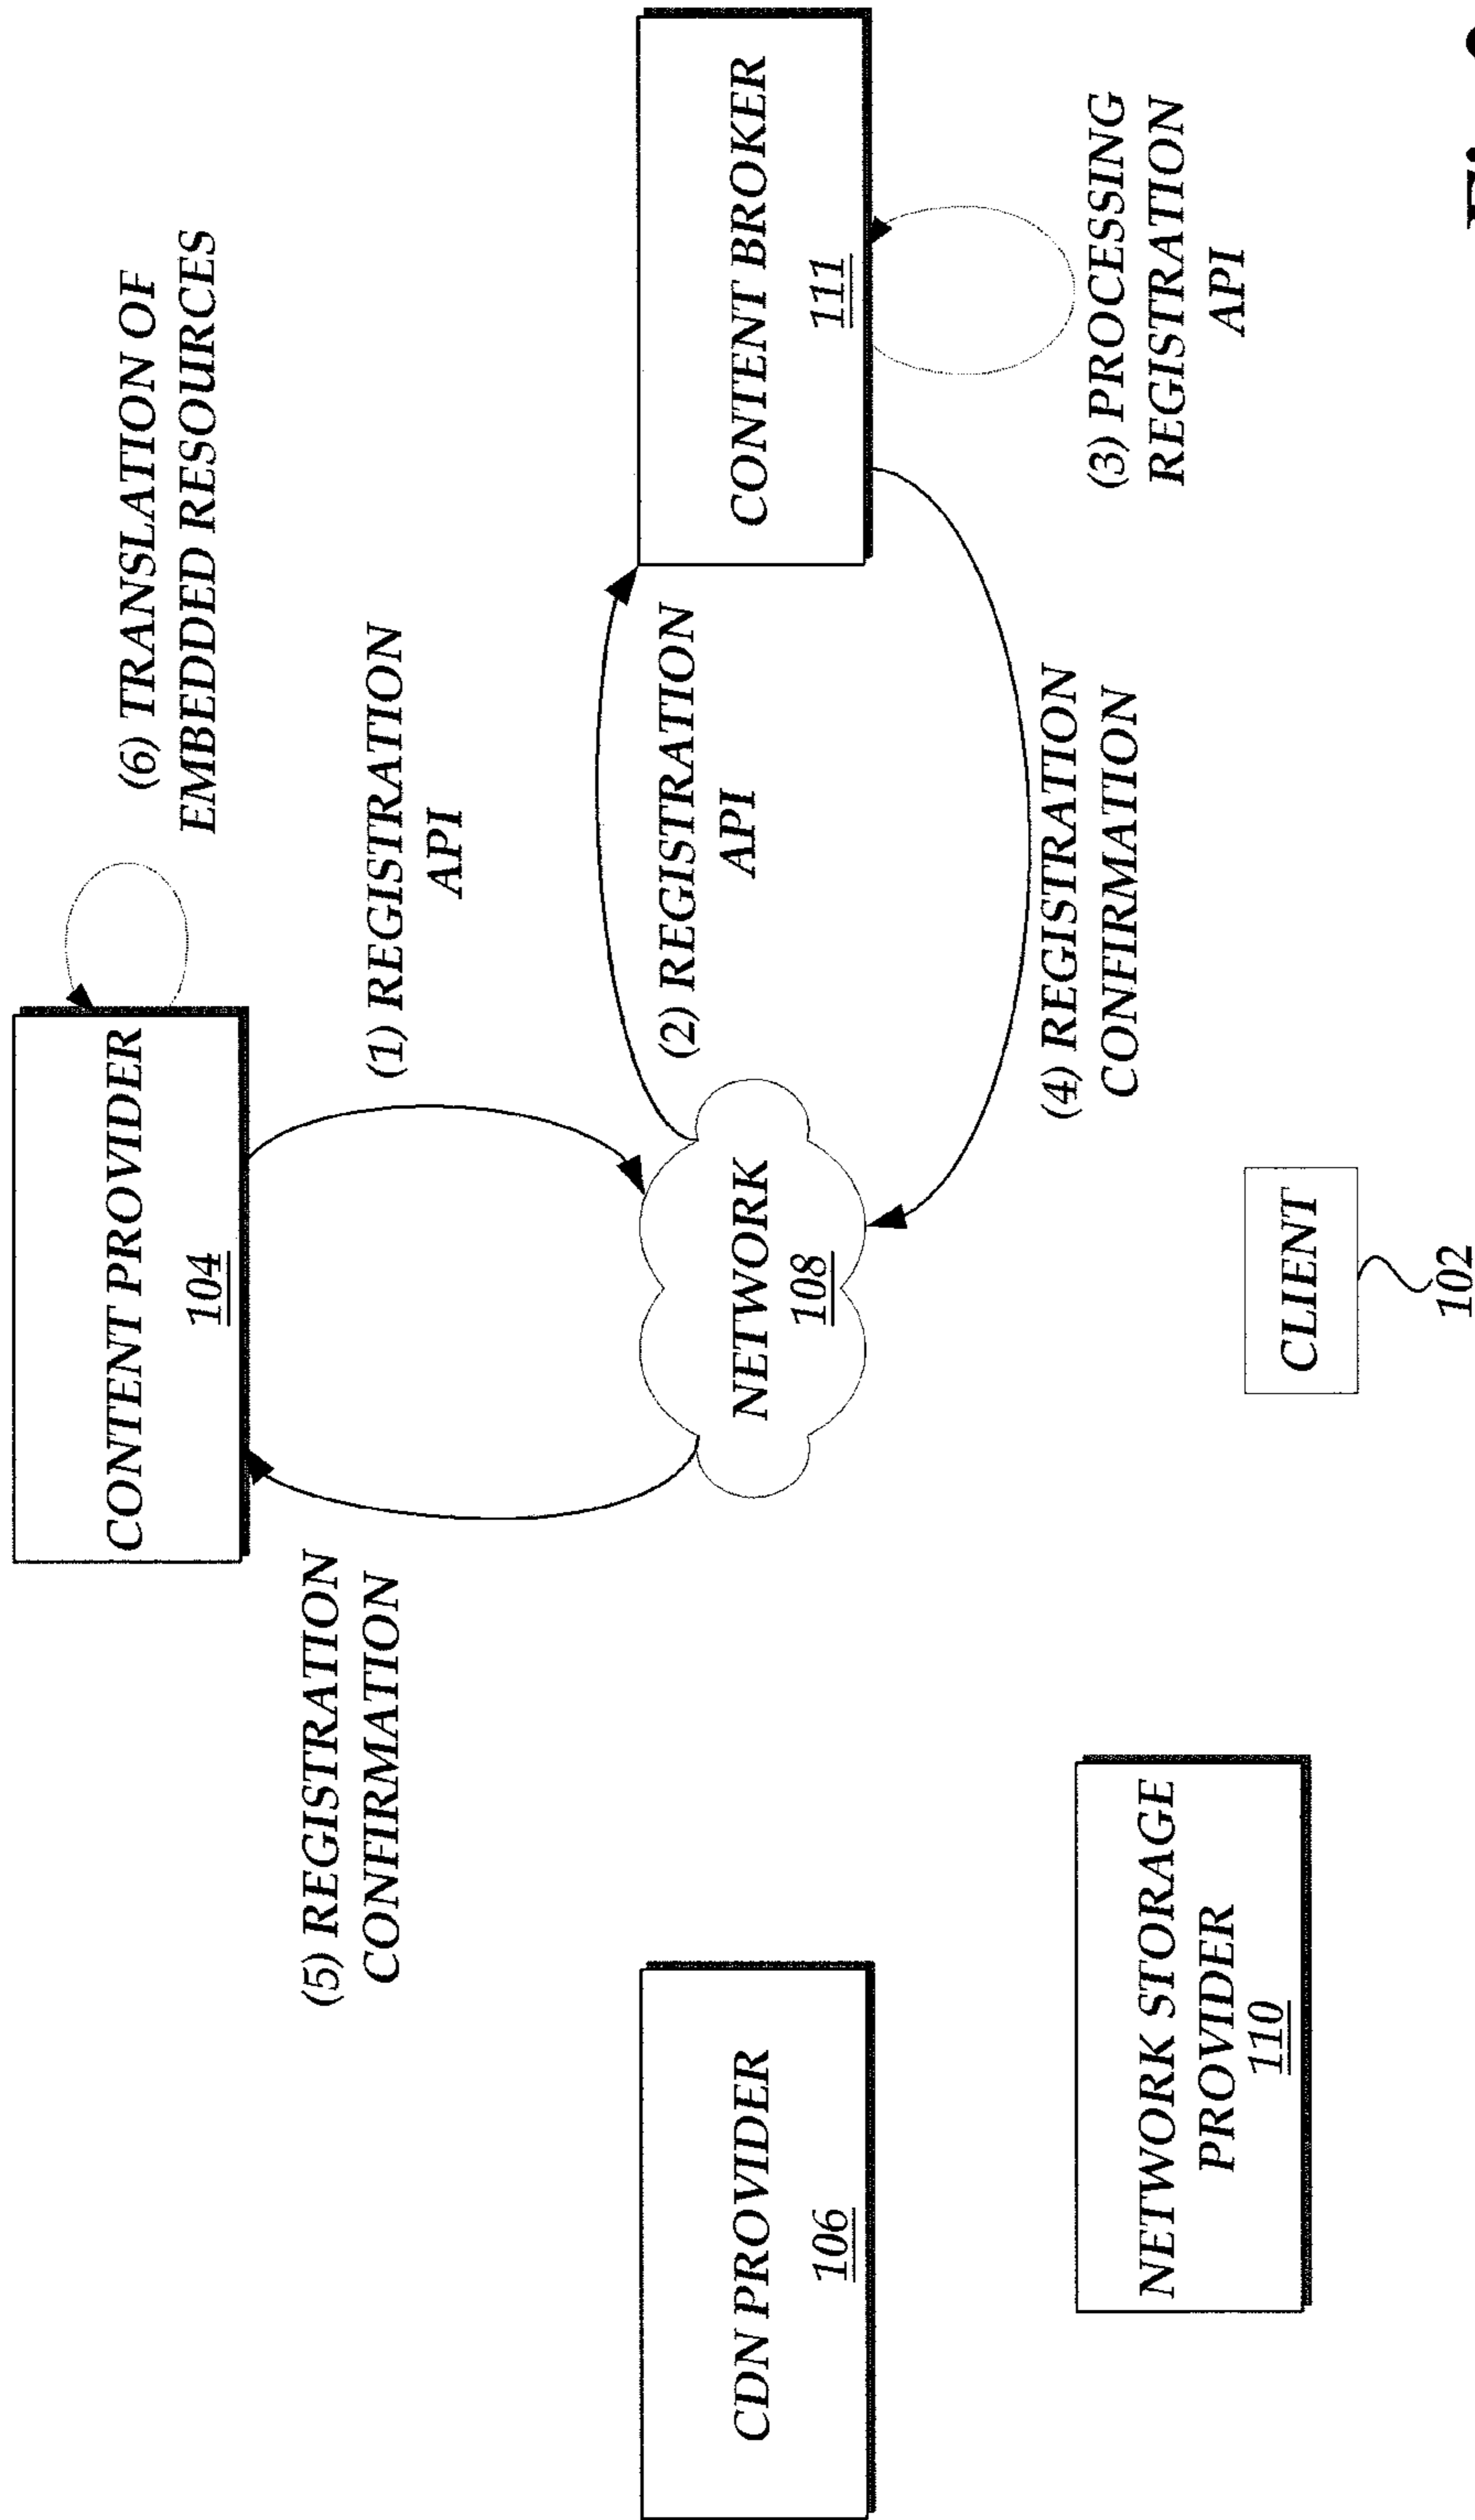 CONTENT PROVIDER
104
(6) TRANSLATION OF
EMBEDDED RESOURCES
(5) REGISTRATION
CONFIRMATION
(1) REGISTRATION
API
CDN PROVIDER
106
NETWORK
108
(2) REGISTRATION
API
CONTENT BROKER
111
(4) REGISTRATION
CONFIRMATION
(3) PROCESSING
REGISTRATION
API
NETWORK STORAGE
PROVIDER
110
CLIENT
102